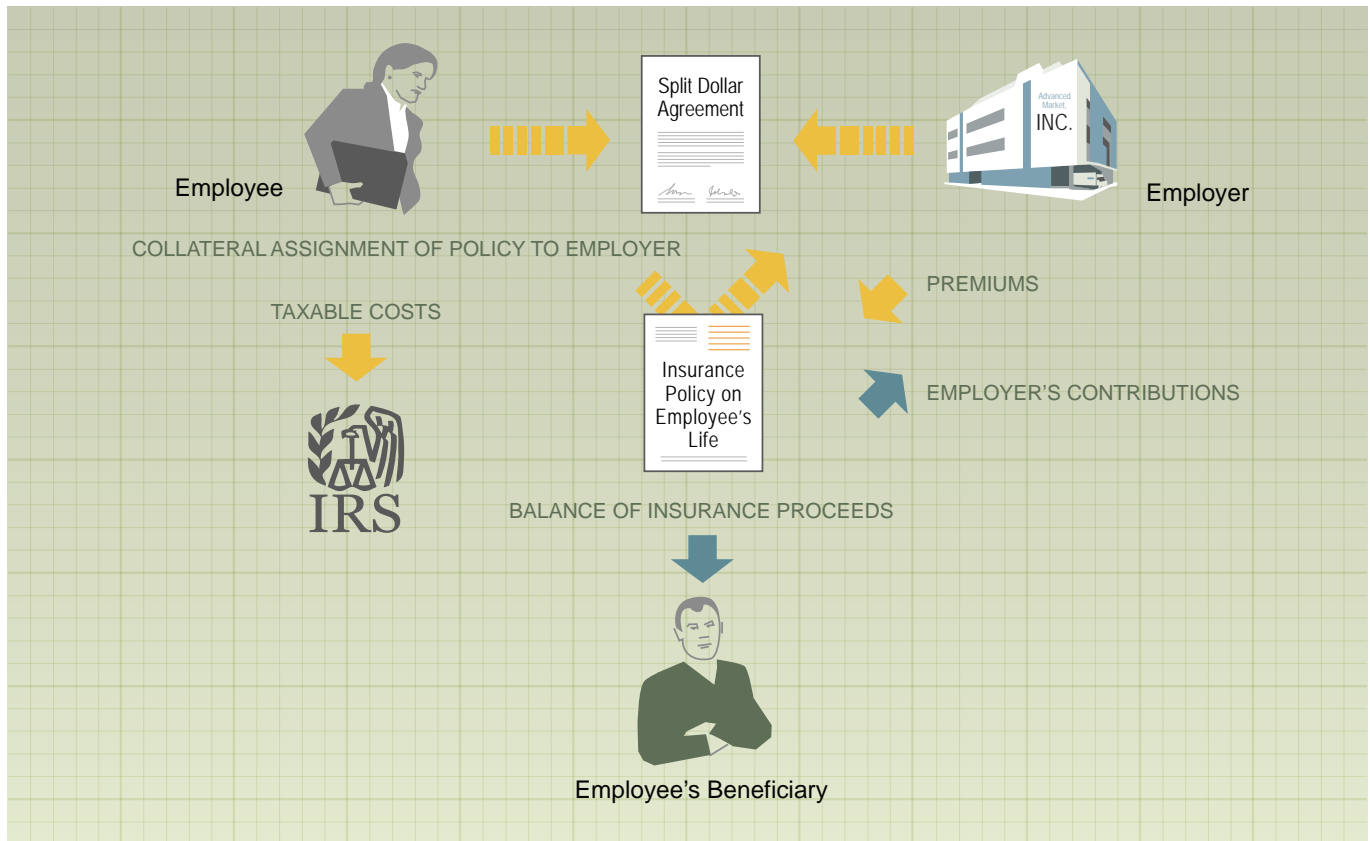 Split Dollar
Agreement
Advanced
Market,
INC.
Employee
Employer
COLLATERAL ASSIGNMENT OF POLICY TO EMPLOYER
PREMIUMS
TAXABLE COSTS
Insurance
Policy on
Employee’s
Life
EMPLOYER’S CONTRIBUTIONS
IRS
BALANCE OF INSURANCE PROCEEDS
Employee’s Beneficiary